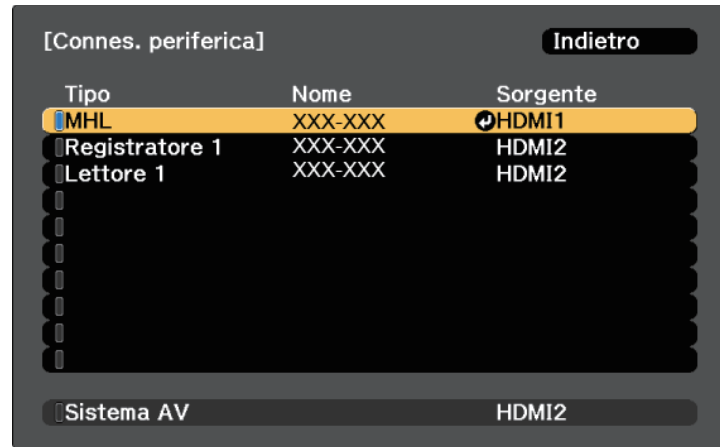 [Connes. periferica] Indietro
Tipo Nome Sorgente
MHL XXX-XXX HDMI1
Registratore 1 XXX-XXX HDMI2
Lettore 1 XXX-XXX HDMI2
Sistema AV HDMI2